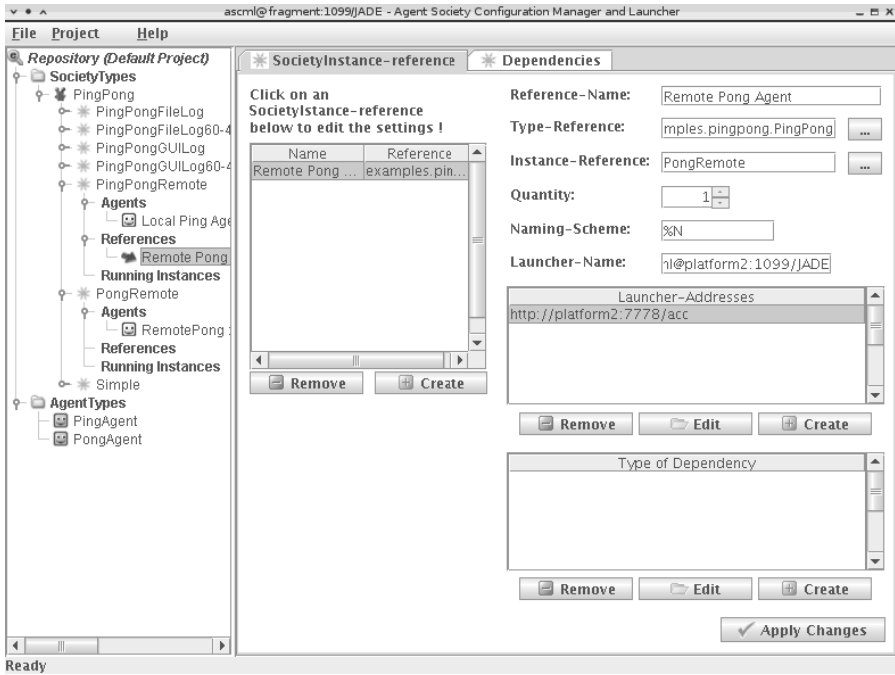 ascml@fragment:1099/JADE - Agent Society Configuration Manager and Launcher
File Project Help
Repository (Default Project)
SocietyTypes
PingPong
PingPongFileLog
PingPongFileLog60-4
PingPongGUILog
PingPongGUILog60-4
PingPongRemote
Agents
Local Ping Age
References
Remote Pong
Running Instances
PongRemote
Agents
RemotePong
References
Running Instances
Simple
AgentTypes
PingAgent
PongAgent
SocietyInstance-reference
Dependencies
Click on an
SocietyIstance-reference
below to edit the settings !
Name Reference
Remote Pong ... examples.pin...
Remove Create
Reference-Name: Remote Pong Agent
Type-Reference: mples.pingpong.PingPong ...
Instance-Reference: PongRemote ...
Quantity: 1
Naming-Scheme: %N
Launcher-Name: nl@platform2:1099/JADE
Launcher-Addresses
http://platform2:7778/acc
Remove Edit Create
Type of Dependency
Remove Edit Create
Apply Changes
Ready